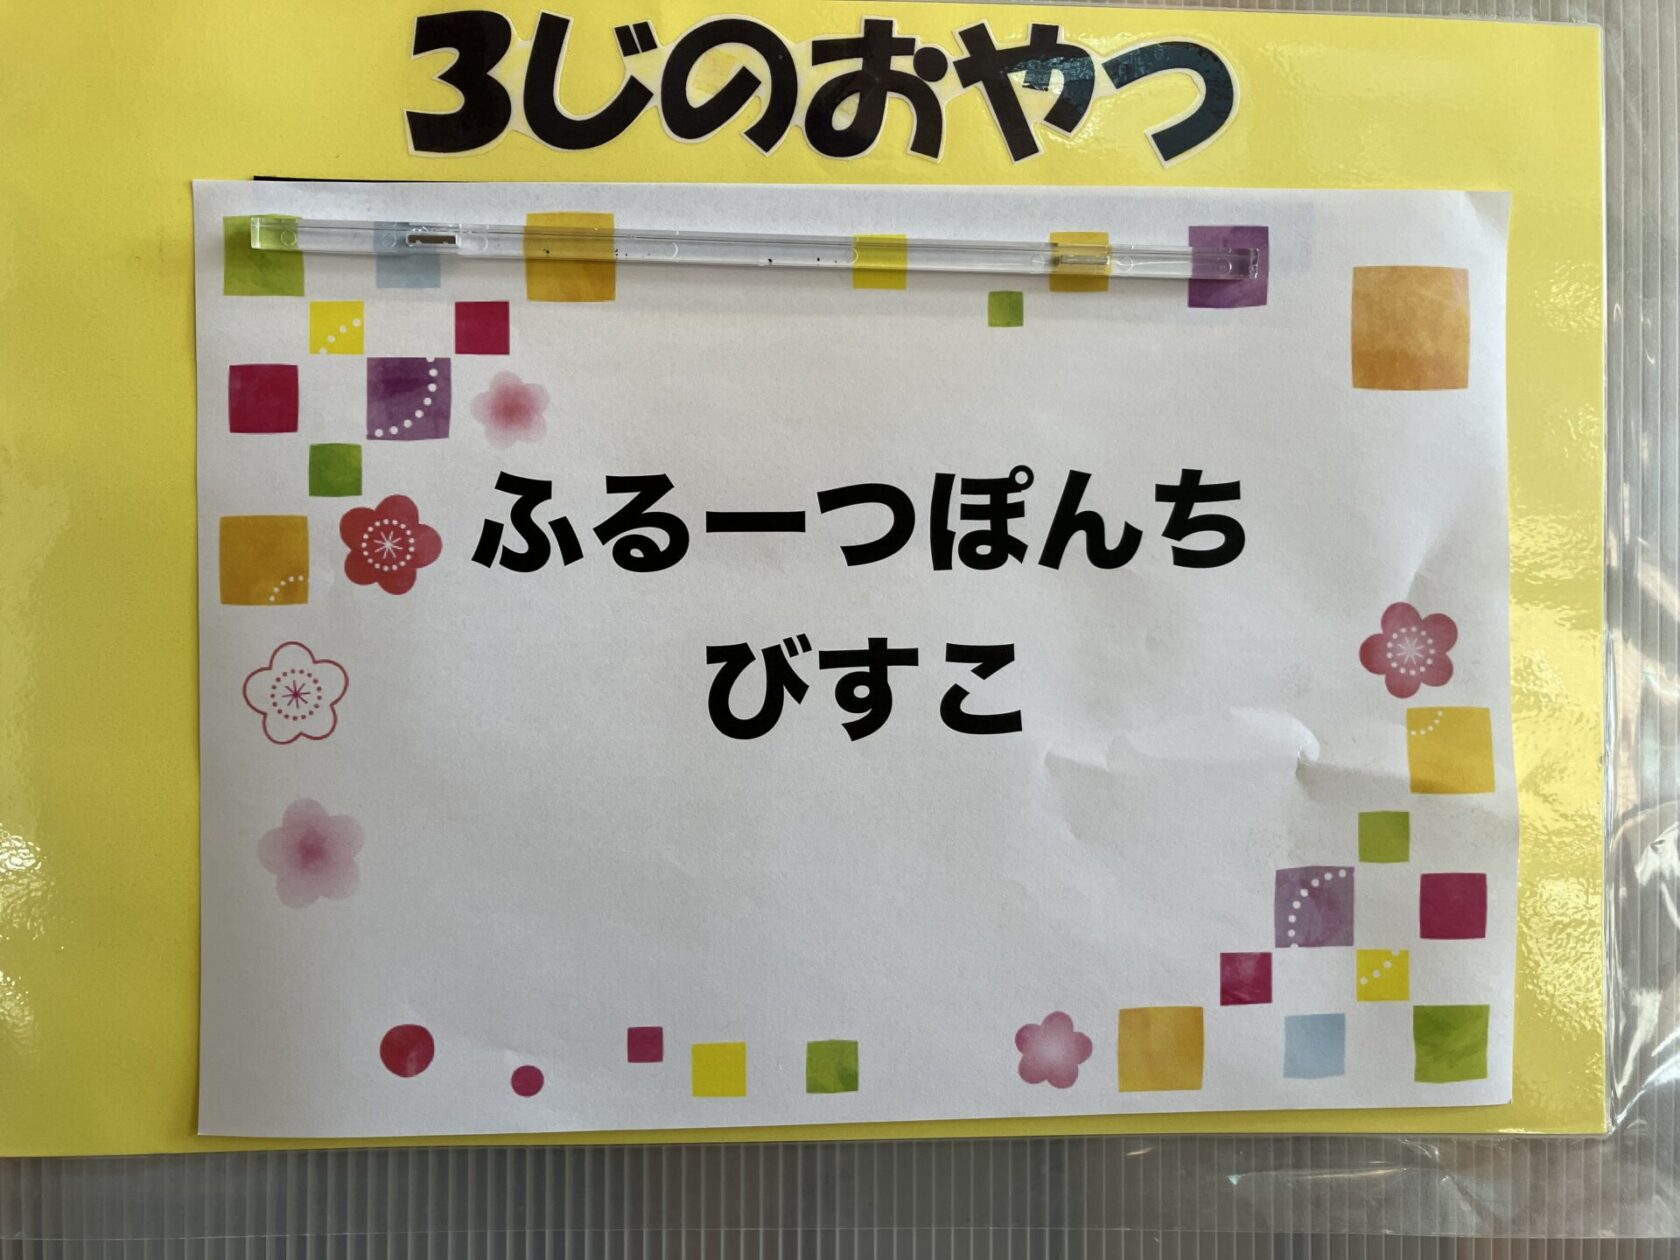 3じのおやつ
ふるーつぽんち
びすこ